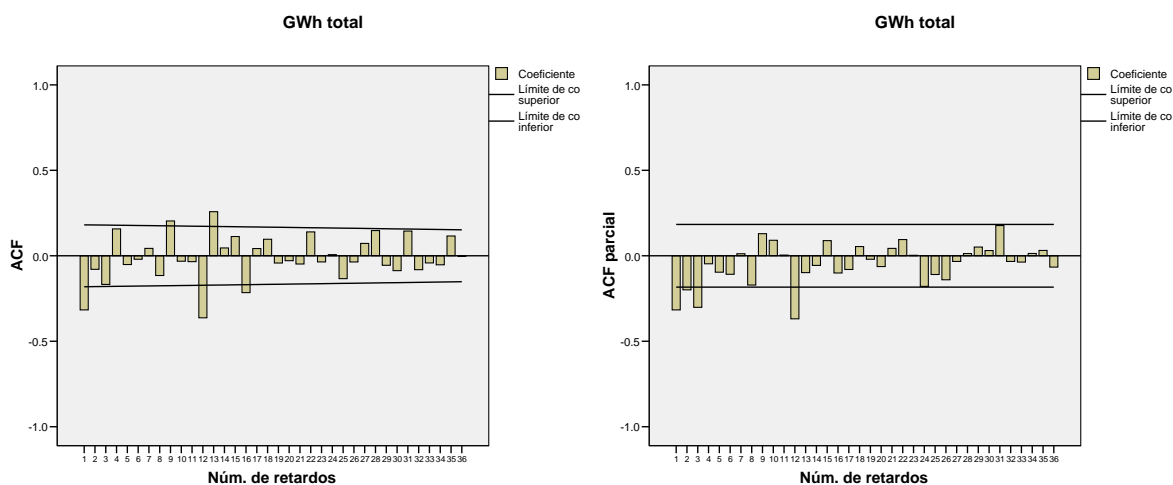 GWh total
1.0
0.5
0.0
-0.5
-1.0
ACF
1 2 3 4 5 6 7 8 9 10 11 12 13 14 15 16 17 18 19 20 21 22 23 24 25 26 27 28 29 30 31 32 33 34 35 36
Núm. de retardos
Coeficiente
Límite de co
superior
Límite de co
inferior
GWh total
1.0
0.5
0.0
-0.5
-1.0
ACF parcial
1 2 3 4 5 6 7 8 9 10 11 12 13 14 15 16 17 18 19 20 21 22 23 24 25 26 27 28 29 30 31 32 33 34 35 36
Núm. de retardos
Coeficiente
Límite de co
superior
Límite de co
inferior